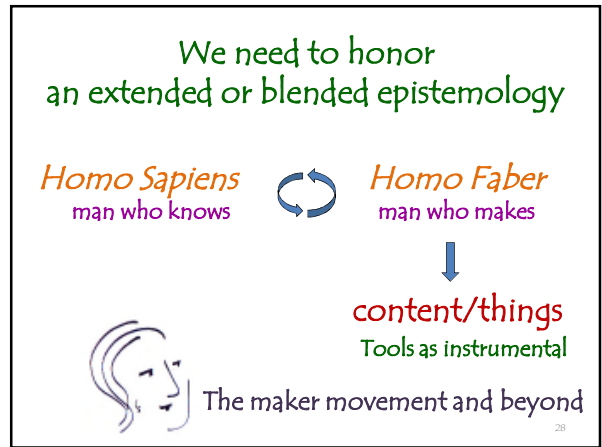 We need to honor
an extended or blended epistemology
Homo Sapiens
man who knows
Homo Faber
man who makes
content/things
Tools as instrumental
The maker movement and beyond
28